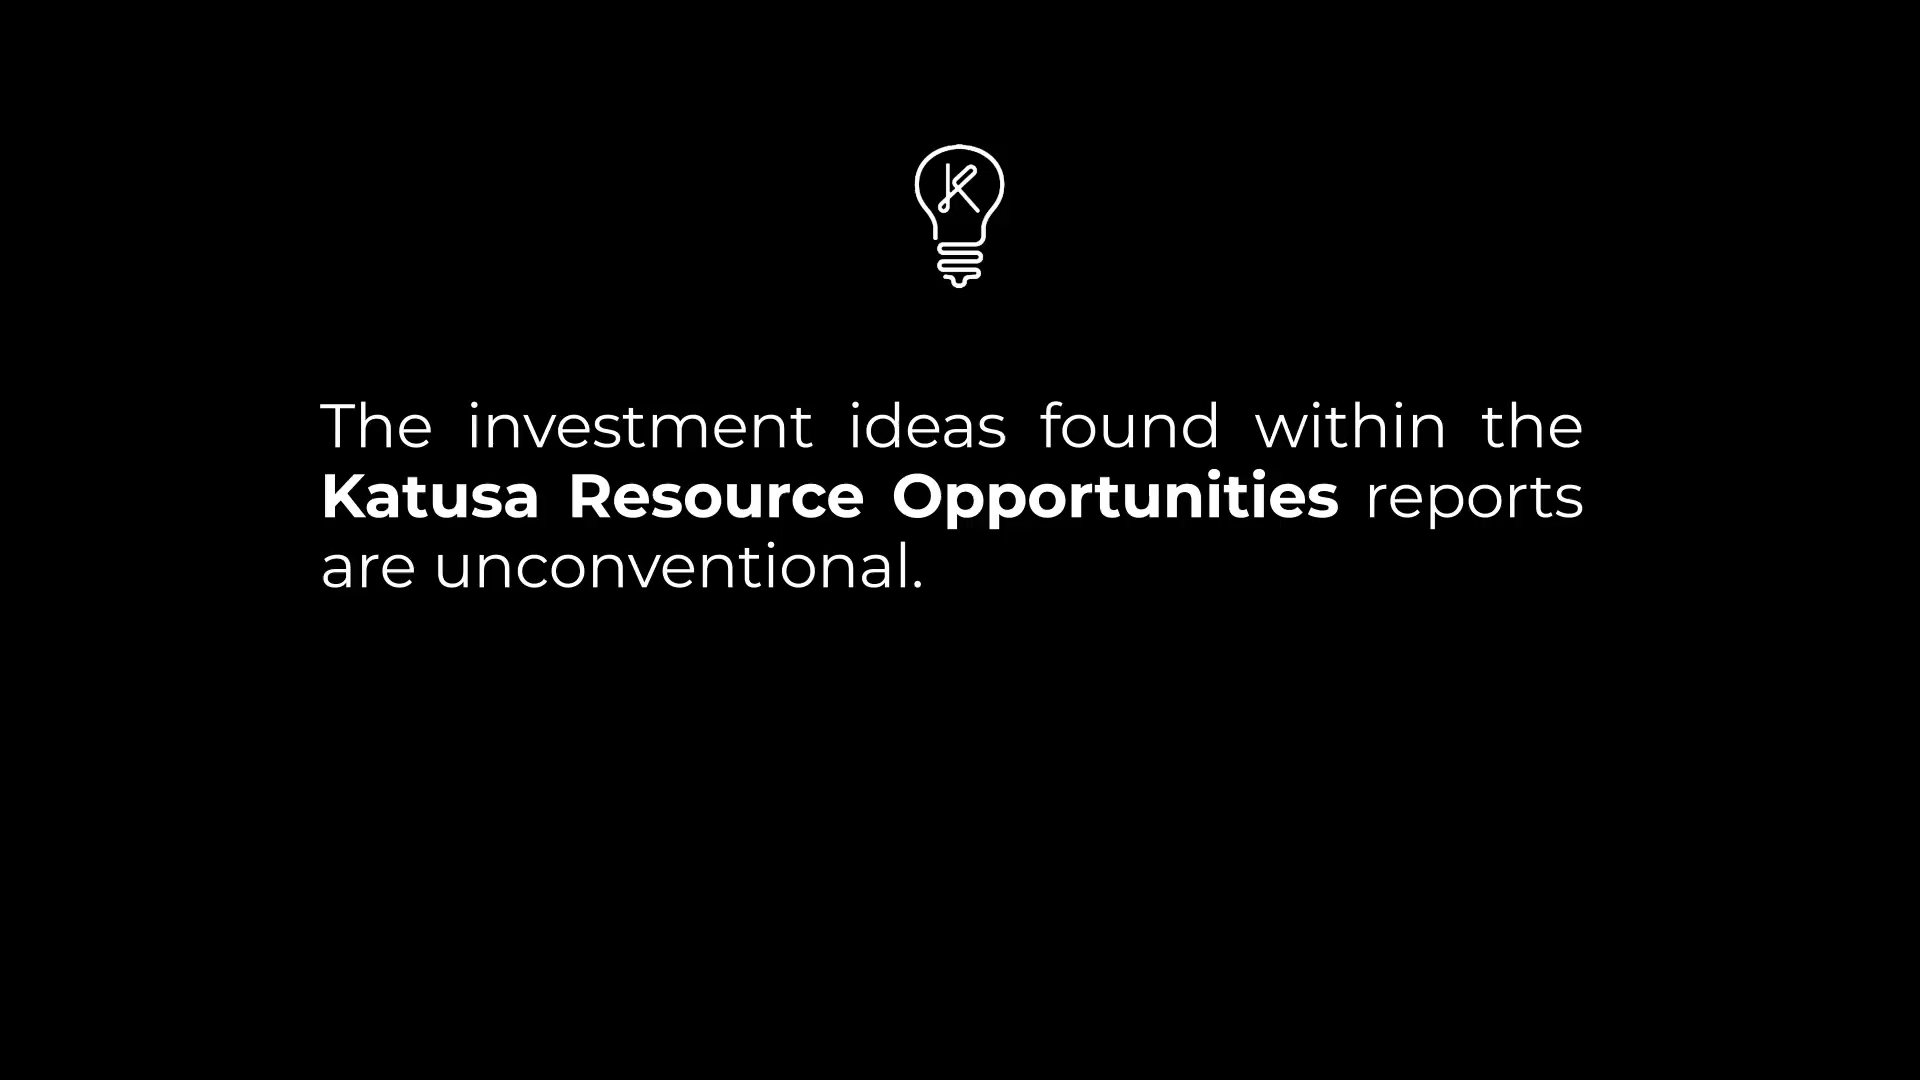 K
The investment ideas found within the
Katusa Resource Opportunities reports
are unconventional.